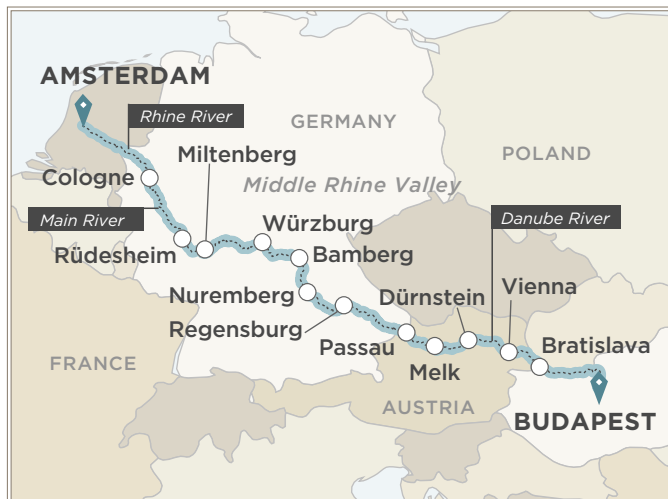 AMSTERDAM
Rhine River
GERMANY
Miltenberg
POLAND
Cologne
Middle Rhine Valley
Main River
Danube River
Rüdesheim
Würzburg
Bamberg
Nuremberg
Dürnstein
Vienna
Regensburg
Passau
Bratislava
FRANCE
Melk
AUSTRIA
BUDAPEST